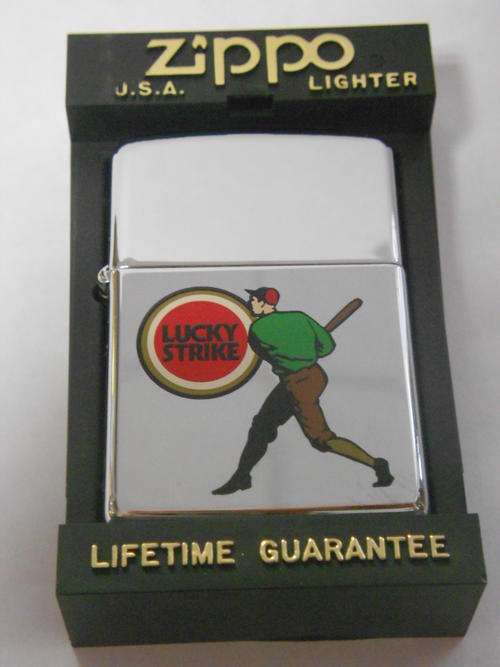 Zippo
U.S.A. LIGHTER
LUCKY
STRIKE
LIFETIME GUARANTEE